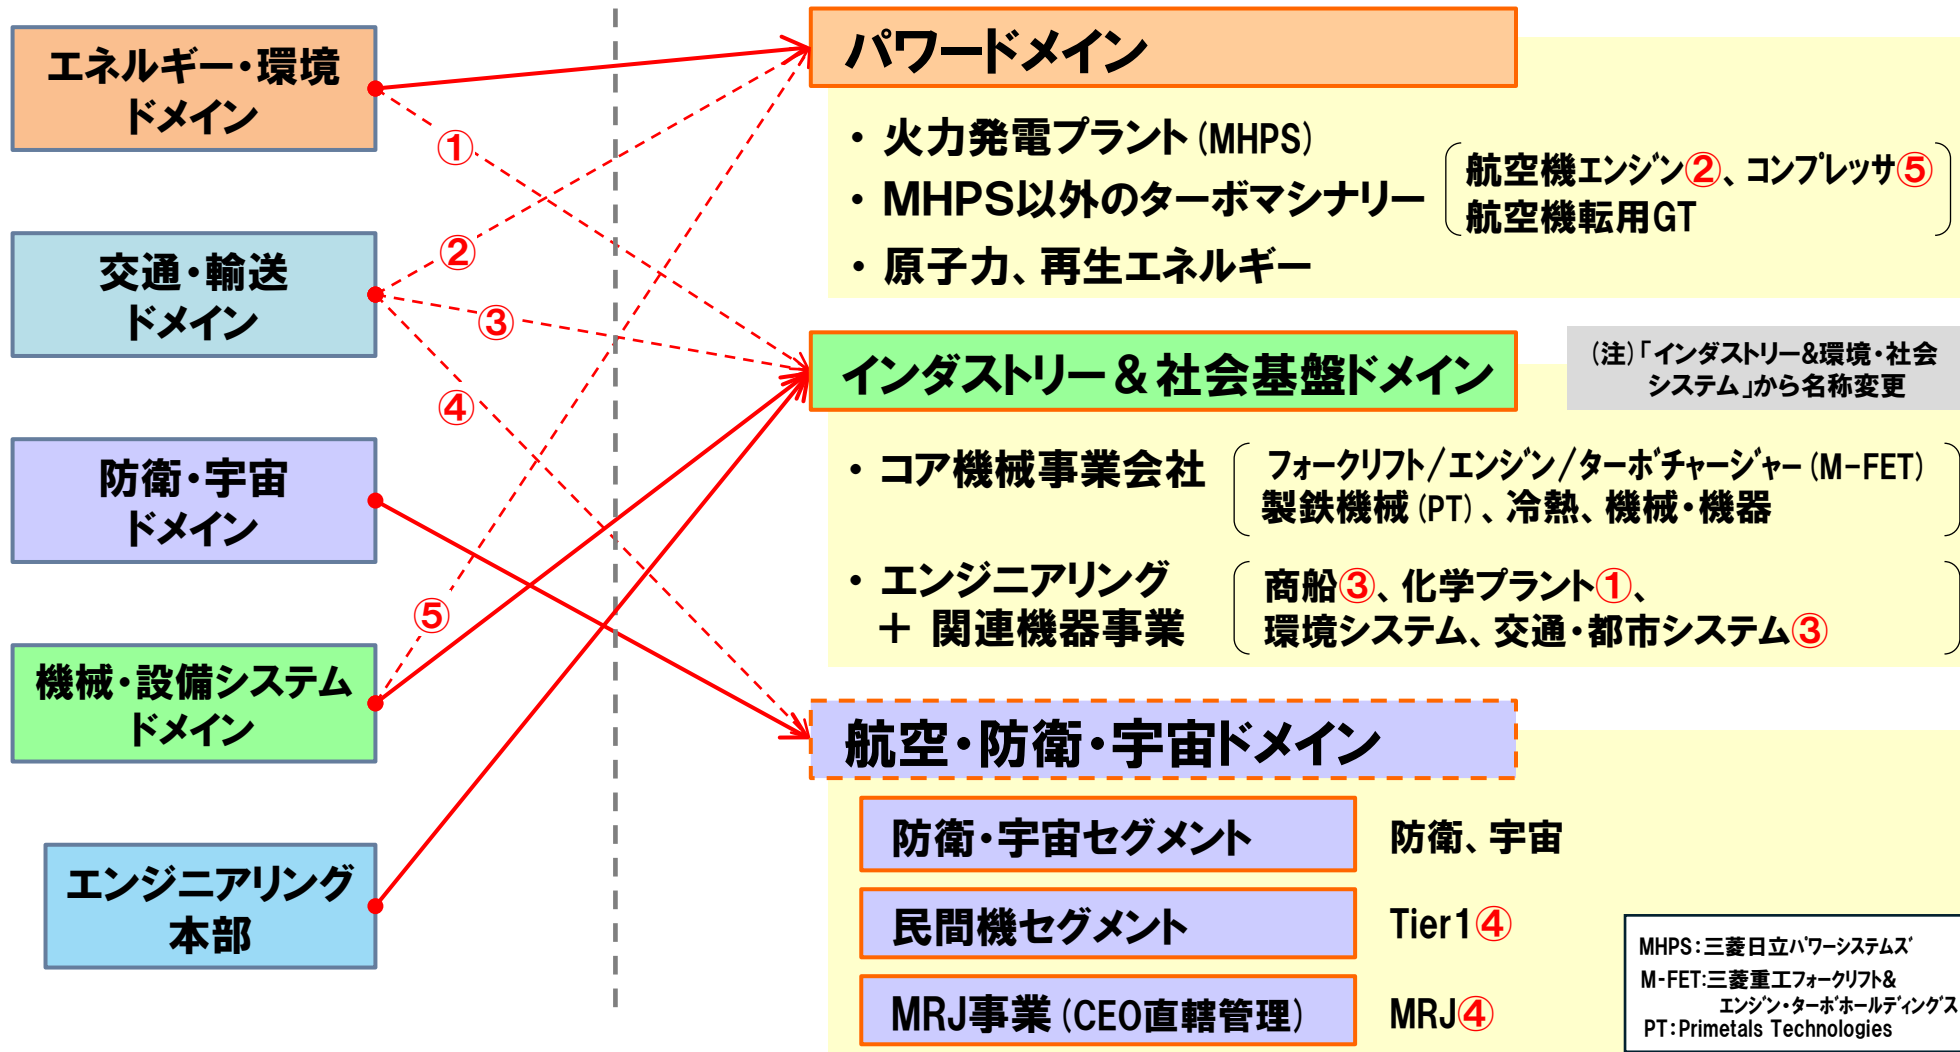 エネルギー・環境
ドメイン
交通・輸送
ドメイン
防衛・宇宙
ドメイン
機械・設備システム
ドメイン
エンジニアリング
本部
①
②
③
④
⑤
パワードメイン
・火力発電プラント(MHPS)
・MHPS以外のターボマシナリー
航空機エンジン②、コンプレッサ⑤
航空機転用GT
・原子力、再生エネルギー
インダストリー&社会基盤ドメイン
(注)「インダストリー&環境・社会
システム」から名称変更
・コア機械事業会社
フォークリフト/エンジン/ターボチャージャー(M-FET)
製鉄機械(PT)、冷熱、機械・機器
・エンジニアリング
+ 関連機器事業
商船③、化学プラント①、
環境システム、交通・都市システム③
航空・防衛・宇宙ドメイン
防衛・宇宙セグメント
防衛、宇宙
民間機セグメント
Tier1④
MRJ事業(CEO直轄管理)
MRJ④
MHPS:三菱日立パワーシステムズ
M-FET:三菱重工フォークリフト&
エンジン・ターボホールディングス
PT:Primetals Technologies